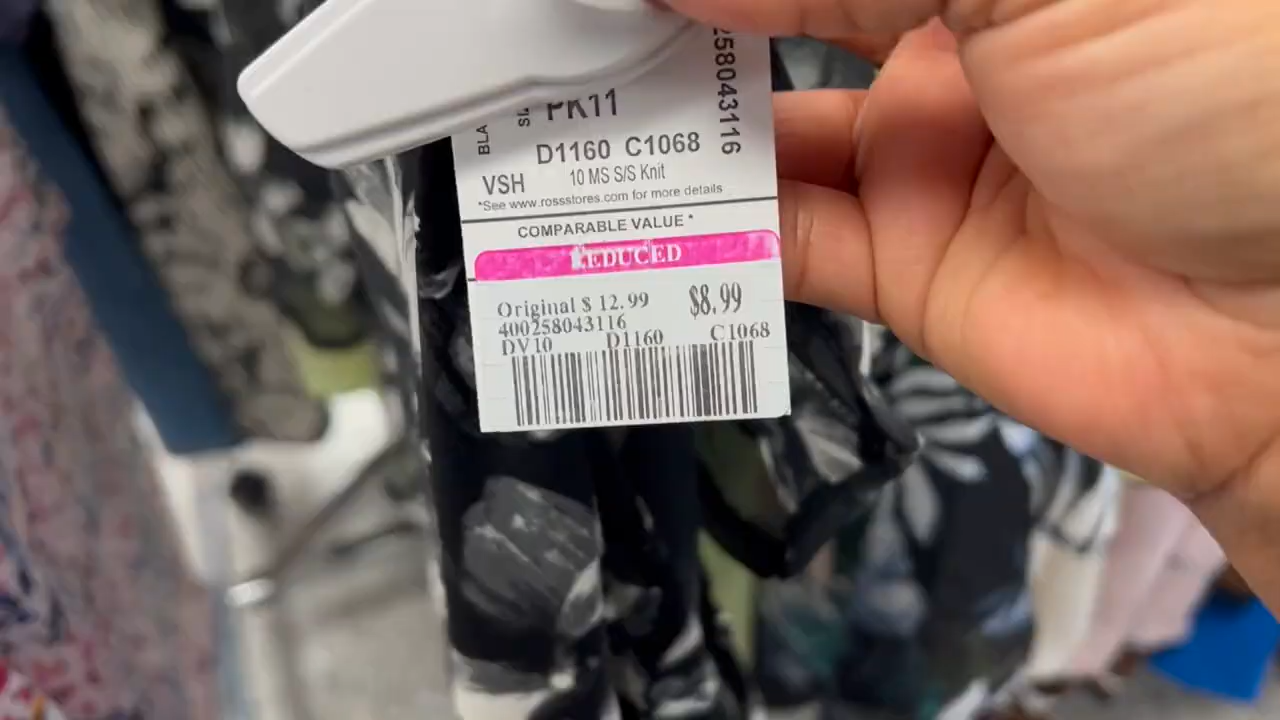 PK11
D1160 C1068
VSH
10 MS S/S Knit
*See www.rossstores.com for more details
58043116
COMPARABLE VALUE *
REDUCED
Original $ 12.99 $8.99
400258043116
DV10 D1160 C1068